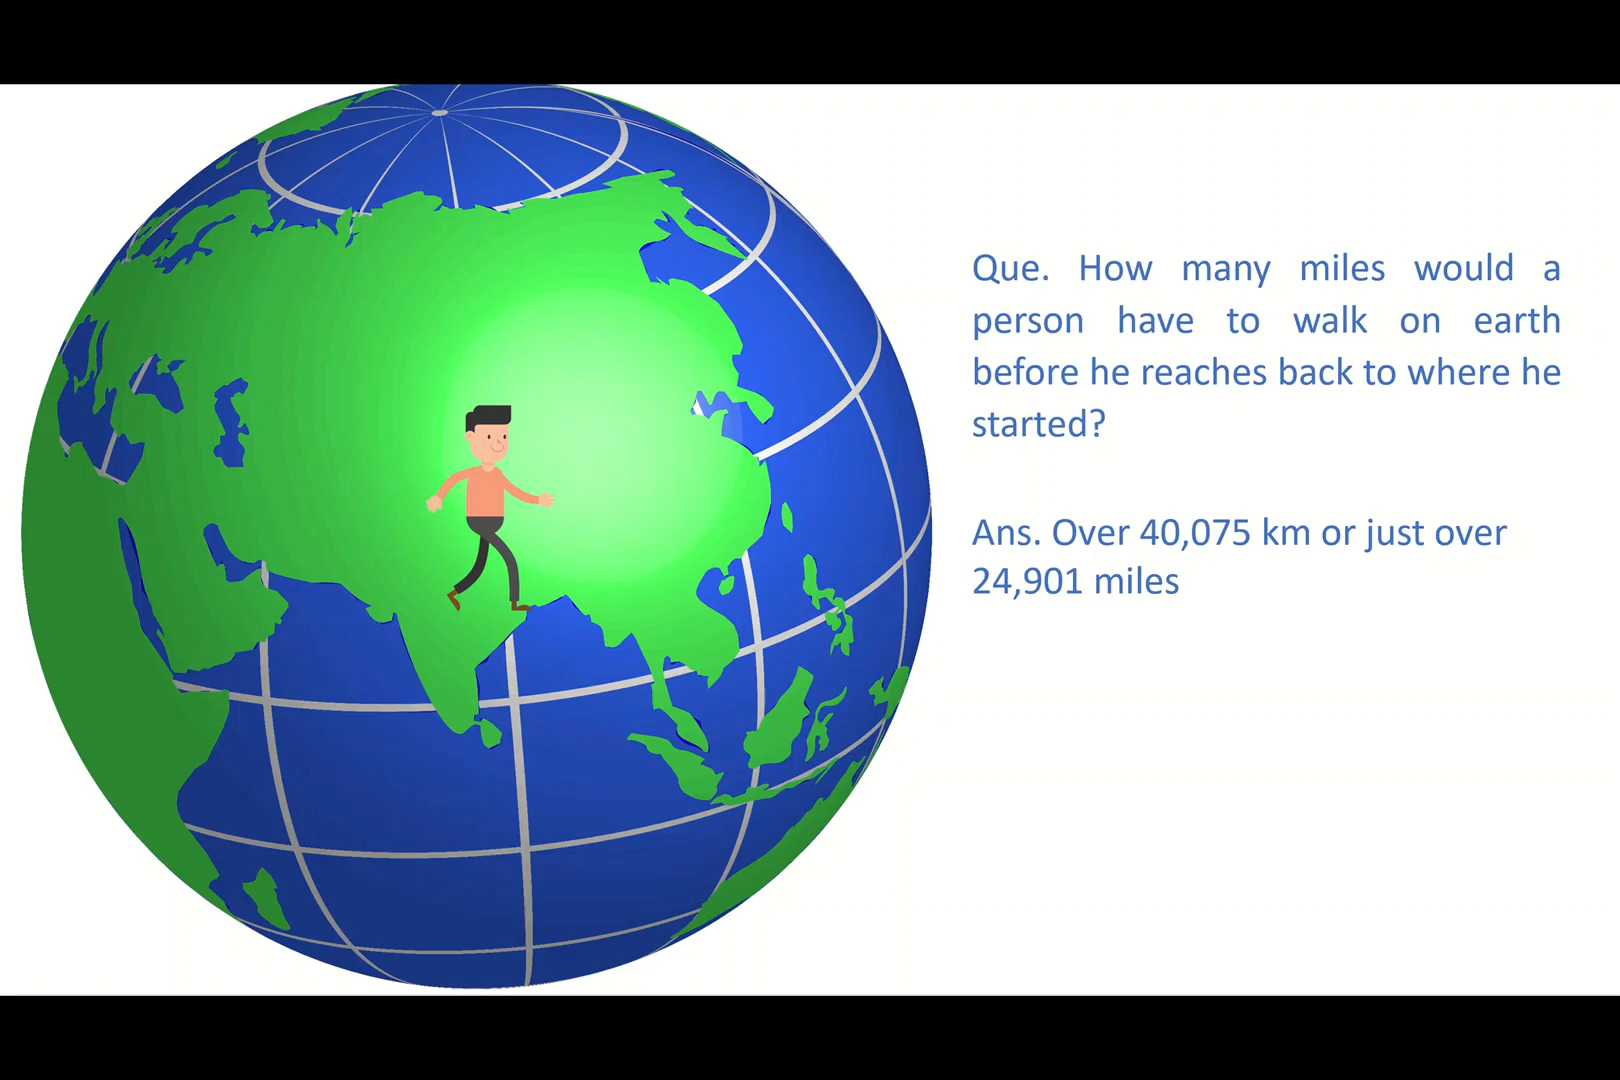 Que. How many miles would a
person have to walk on earth
before he reaches back to where he
started?
Ans. Over 40,075 km or just over
24,901 miles